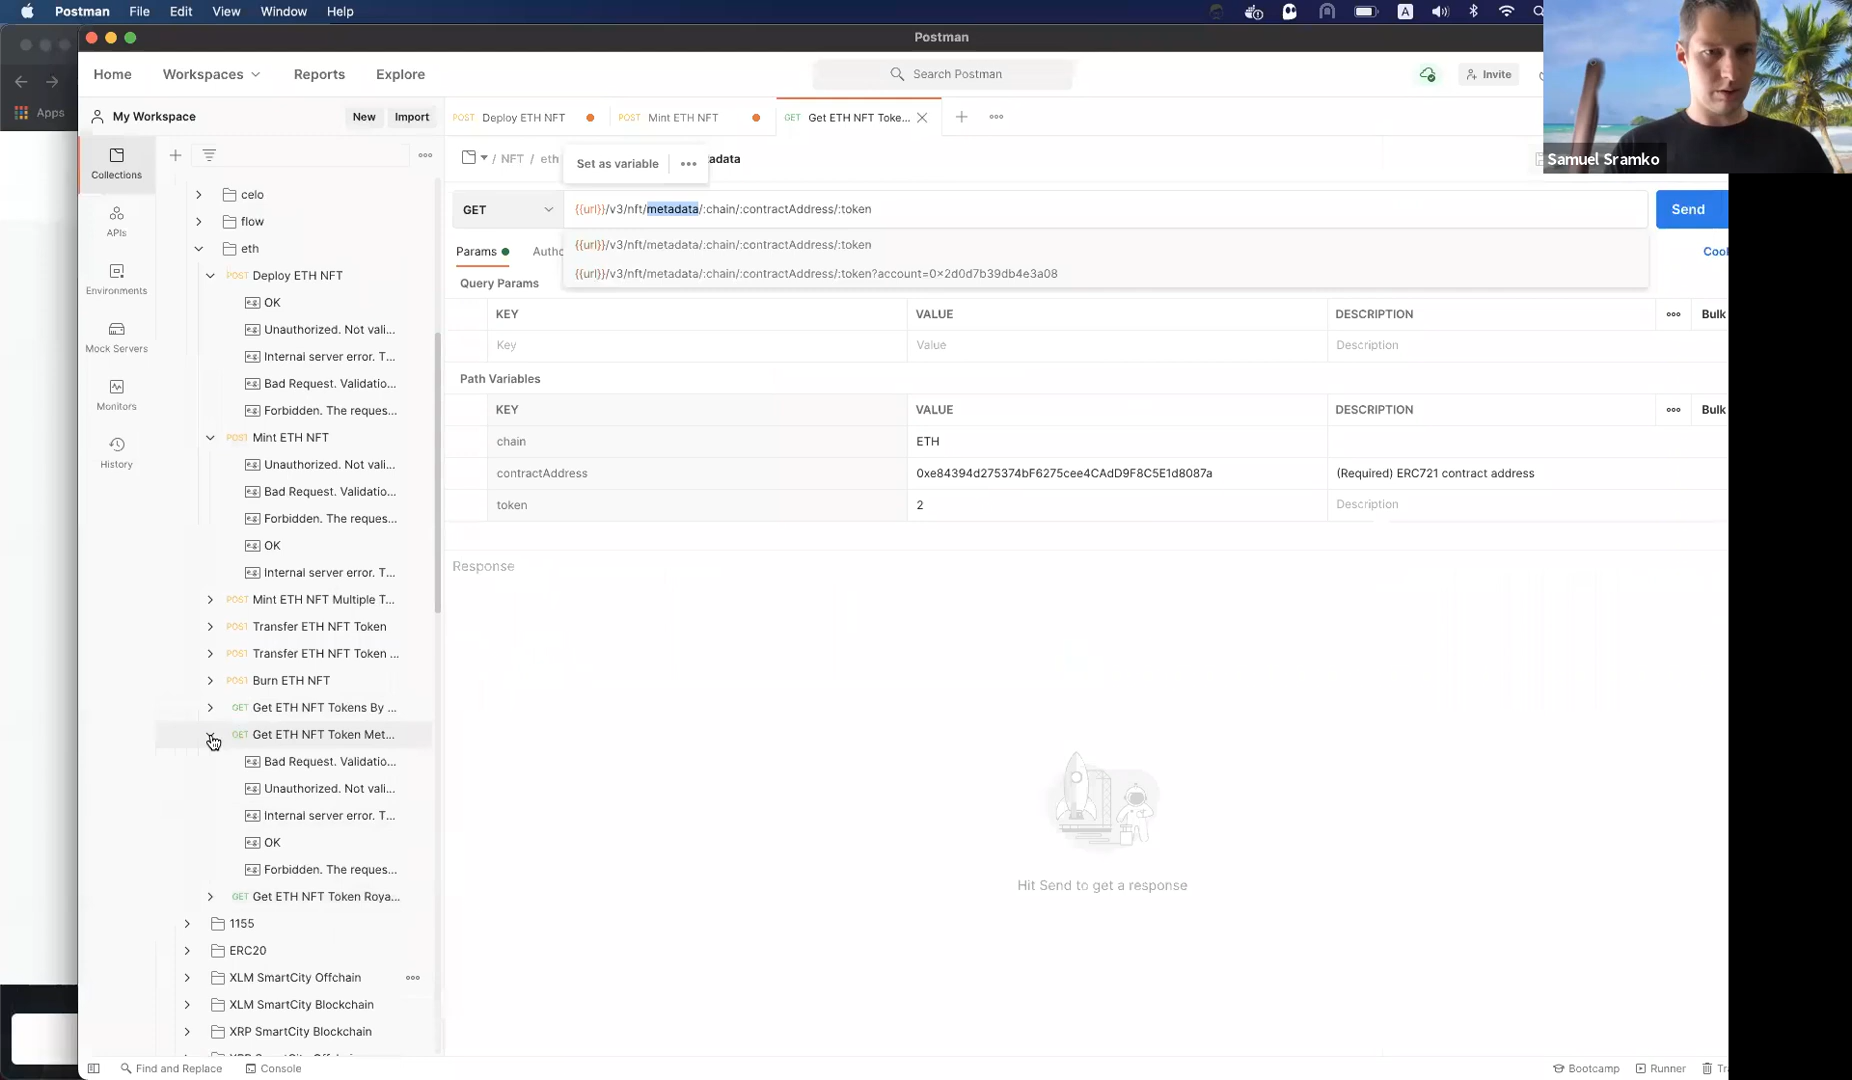 Postman File Edit View Window Help
A
Postman
Apps
Home Workspaces Reports Explore
Search Postman
Invite
My Workspace New Import
POST Deploy ETH NFT
POST Mint ETH NFT
GET Get ETH NFT Toke...
NFT / eth
Set as variable
adata
Samuel Sramko
Collections
APIs
Environments
Mock Servers
Monitors
History
celo
flow
eth
POST Deploy ETH NFT
e.g. OK
e.g. Unauthorized. Not vali...
e.g. Internal server error. T...
e.g. Bad Request. Validatio...
e.g. Forbidden. The reques...
POST Mint ETH NFT
e.g. Unauthorized. Not vali...
e.g. Bad Request. Validatio...
e.g. Forbidden. The reques...
e.g. OK
e.g. Internal server error. T...
POST Mint ETH NFT Multiple T...
POST Transfer ETH NFT Token
POST Transfer ETH NFT Token ...
POST Burn ETH NFT
GET Get ETH NFT Tokens By ...
GET Get ETH NFT Token Met...
e.g. Bad Request. Validatio...
e.g. Unauthorized. Not vali...
e.g. Internal server error. T...
e.g. OK
e.g. Forbidden. The reques...
GET Get ETH NFT Token Roya...
1155
ERC20
XLM SmartCity Offchain
XLM SmartCity Blockchain
XRP SmartCity Blockchain
GET {{url}}/v3/nft/metadata/:chain/:contractAddress/:token Send
{{url}}/v3/nft/metadata/:chain/:contractAddress/:token
{{url}}/v3/nft/metadata/:chain/:contractAddress/:token?account=0x2d0d7b39db4e3a08
Params Autho Cool
Query Params
KEY VALUE DESCRIPTION Bulk
Key Value Description
Path Variables
KEY VALUE DESCRIPTION Bulk
chain ETH
contractAddress 0xe84394d275374bF6275cee4CAdD9F8C5E1d8087a (Required) ERC721 contract address
token 2 Description
Response
Hit Send to get a response
Find and Replace Console Bootcamp Runner Tra